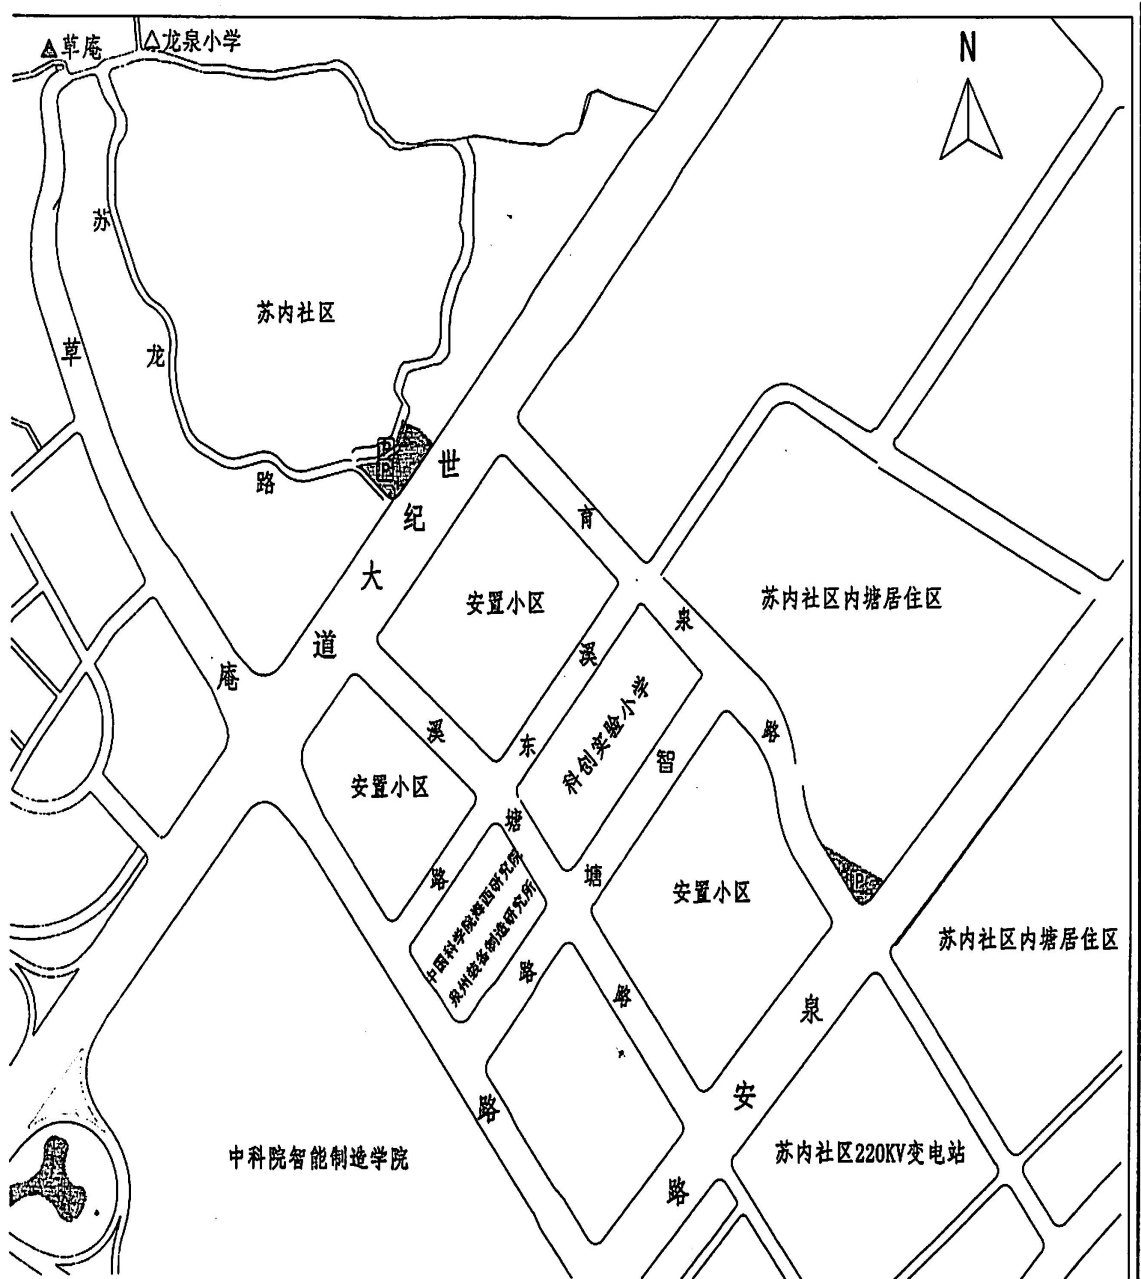 草庵
龙泉小学
N
苏龙路
苏内社区
草庵路
P
P
世纪大道
育泉路
安置小区
苏内社区内塘居住区
溪东路
科创实验小学
溪塘路
智塘路
安置小区
中国科学院海西研究院
泉州装备制造研究所
安置小区
P
苏内社区内塘居住区
泉安路
中科院智能制造学院
苏内社区220KV变电站